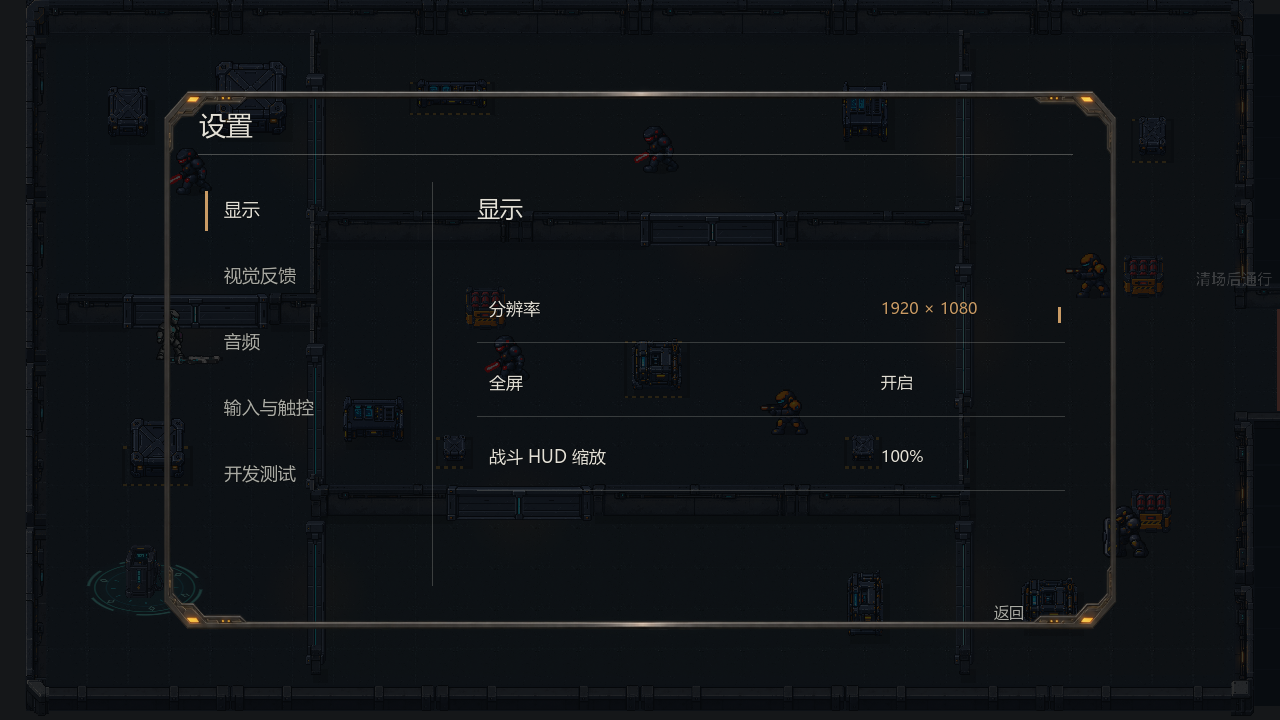 设置
显示
视觉反馈
音频
输入与触控
开发测试
显示
分辨率 1920 × 1080
全屏 开启
战斗 HUD 缩放 100%
返回
清场后通行